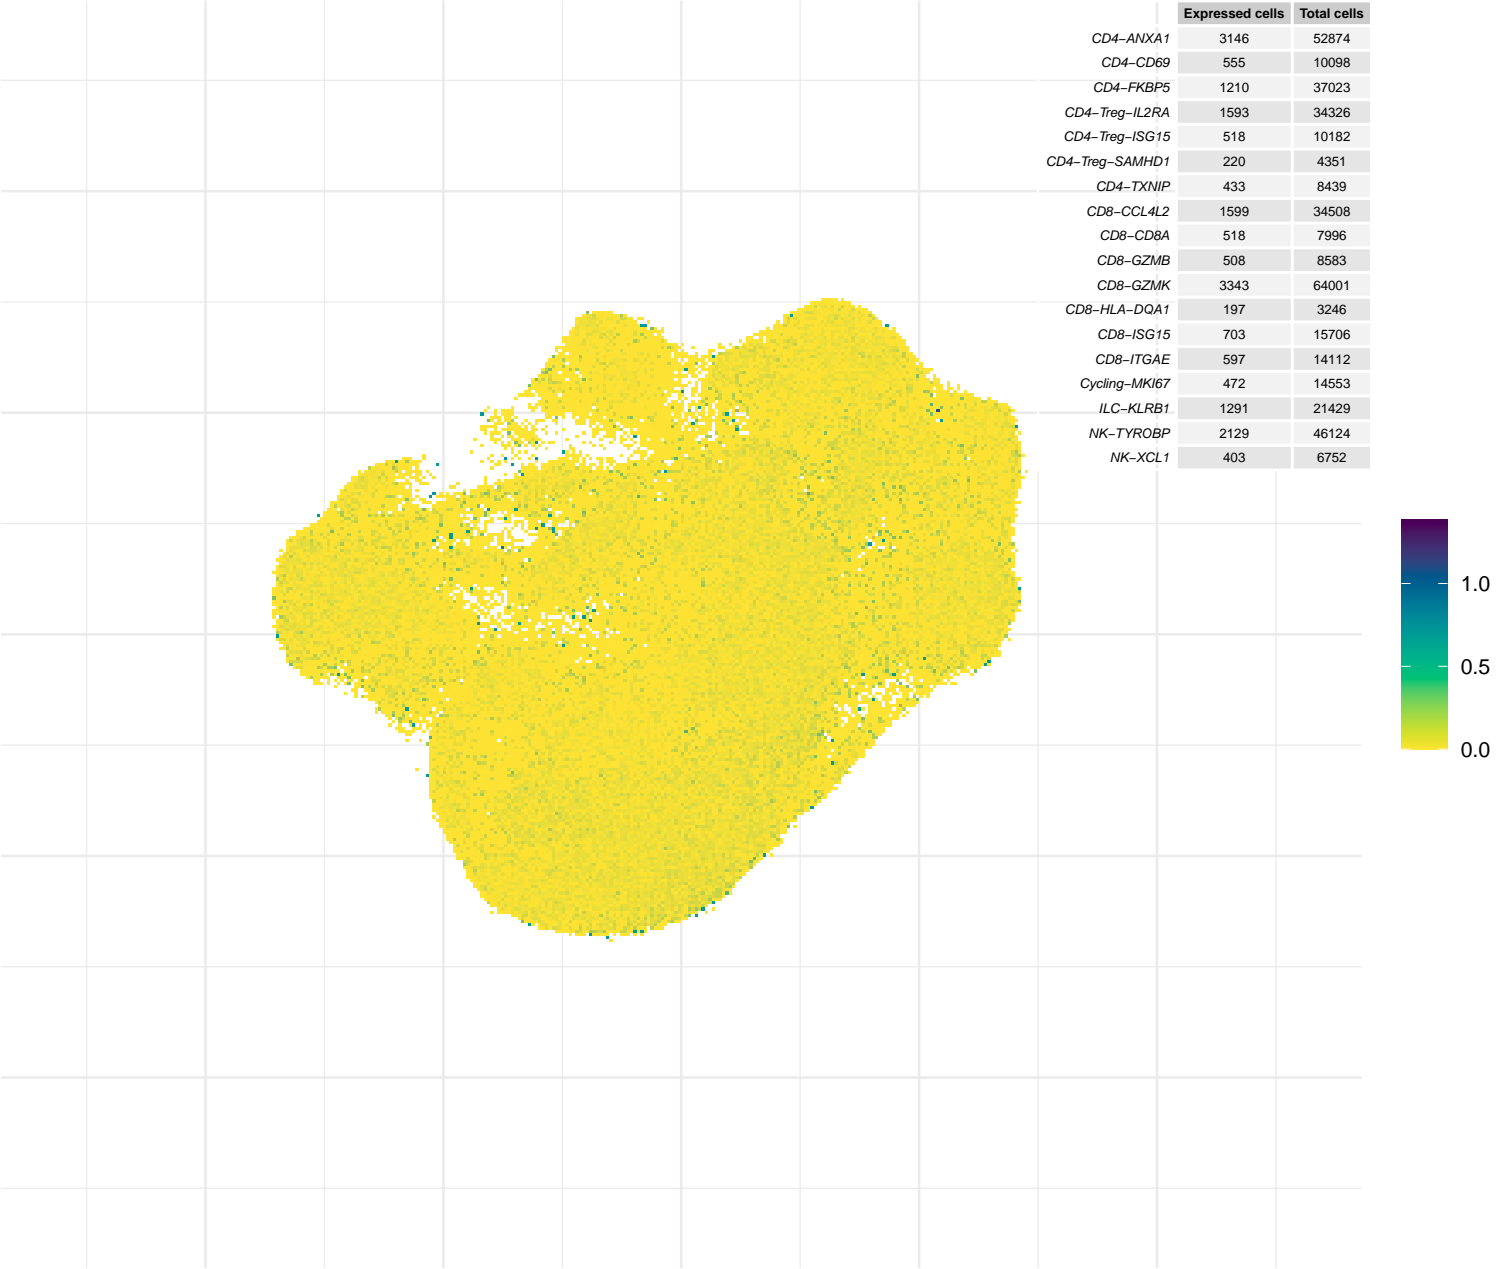 Expressed cells Total cells
CD4−ANXA1 3146 52874
CD4−CD69 555 10098
CD4−FKBP5 1210 37023
CD4−Treg−IL2RA 1593 34326
CD4−Treg−ISG15 518 10182
CD4−Treg−SAMHD1 220 4351
CD4−TXNIP 433 8439
CD8−CCL4L2 1599 34508
CD8−CD8A 518 7996
CD8−GZMB 508 8583
CD8−GZMK 3343 64001
CD8−HLA−DQA1 197 3246
CD8−ISG15 703 15706
CD8−ITGAE 597 14112
Cycling−MKI67 472 14553
ILC−KLRB1 1291 21429
NK−TYROBP 2129 46124
NK−XCL1 403 6752
1.0
0.5
0.0